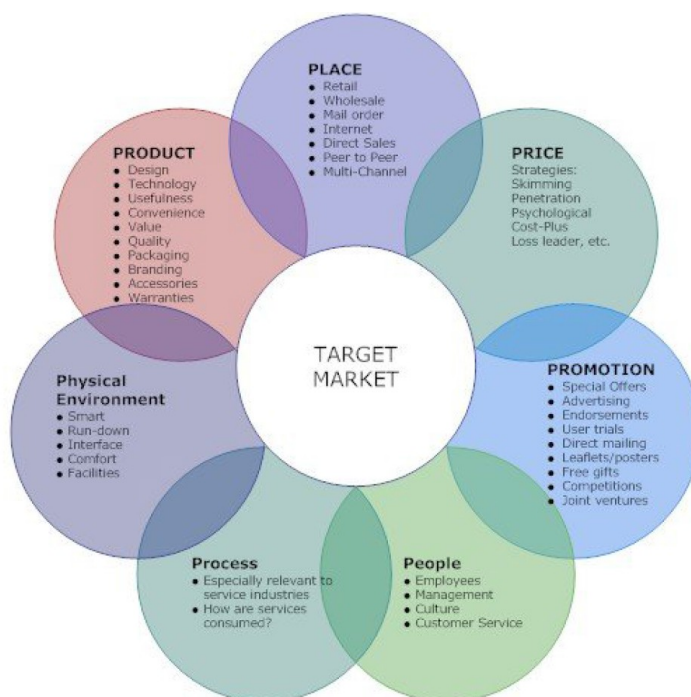 PLACE
● Retail
● Wholesale
● Mail order
● Internet
● Direct Sales
● Peer to Peer
● Multi-Channel
PRODUCT
● Design
● Technology
● Usefulness
● Convenience
● Value
● Quality
● Packaging
● Branding
● Accessories
● Warranties
PRICE
Strategies:
Skimming
Penetration
Psychological
Cost-Plus
Loss leader, etc.
TARGET
MARKET
Physical
Environment
● Smart
● Run-down
● Interface
● Comfort
● Facilities
PROMOTION
● Special Offers
● Advertising
● Endorsements
● User trials
● Direct mailing
● Leaflets/posters
● Free gifts
● Competitions
● Joint ventures
Process
● Especially relevant to
service industries
● How are services
consumed?
People
● Employees
● Management
● Culture
● Customer Service